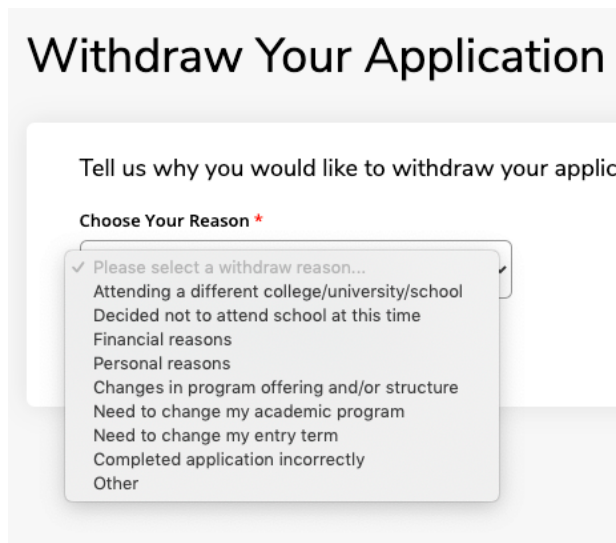 Withdraw Your Application
Tell us why you would like to withdraw your applic
Choose Your Reason *
Please select a withdraw reason...
Attending a different college/university/school
Decided not to attend school at this time
Financial reasons
Personal reasons
Changes in program offering and/or structure
Need to change my academic program
Need to change my entry term
Completed application incorrectly
Other